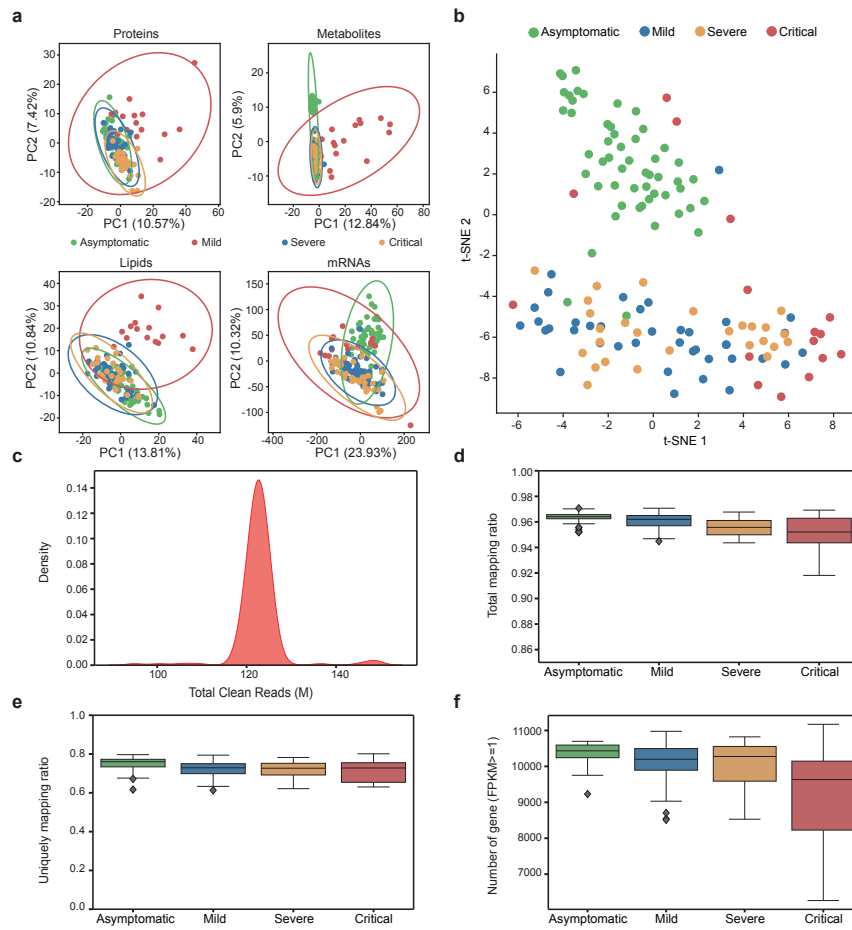 a
Proteins
Metabolites
30
20
10
0
-10
-20
PC2 (7.42%)
-20
0
20
40
60
PC1 (10.57%)
20
10
0
-10
PC2 (5.9%)
-40
0
20
40
60
80
PC1 (12.84%)
Asymptomatic
Mild
Severe
Critical
Lipids
mRNAs
40
30
20
10
0
-10
-20
PC2 (10.84%)
-20
0
20
40
60
PC1 (13.81%)
150
100
50
0
-50
-100
PC2 (10.32%)
-400
-200
0
200
PC1 (23.93%)
b
Asymptomatic
Mild
Severe
Critical
6
4
2
0
-2
-4
-6
-8
t-SNE 2
-6
-4
-2
0
2
4
6
8
t-SNE 1
c
0.14
0.12
0.10
0.08
0.06
0.04
0.02
0.00
Density
100
120
140
Total Clean Reads (M)
d
1.00
0.98
0.96
0.94
0.92
0.90
0.88
0.86
Total mapping ratio
Asymptomatic
Mild
Severe
Critical
e
1.0
0.8
0.6
0.4
0.2
0.0
Uniquely mapping ratio
Asymptomatic
Mild
Severe
Critical
f
11000
10000
9000
8000
7000
Number of gene (FPKM>=1)
Asymptomatic
Mild
Severe
Critical